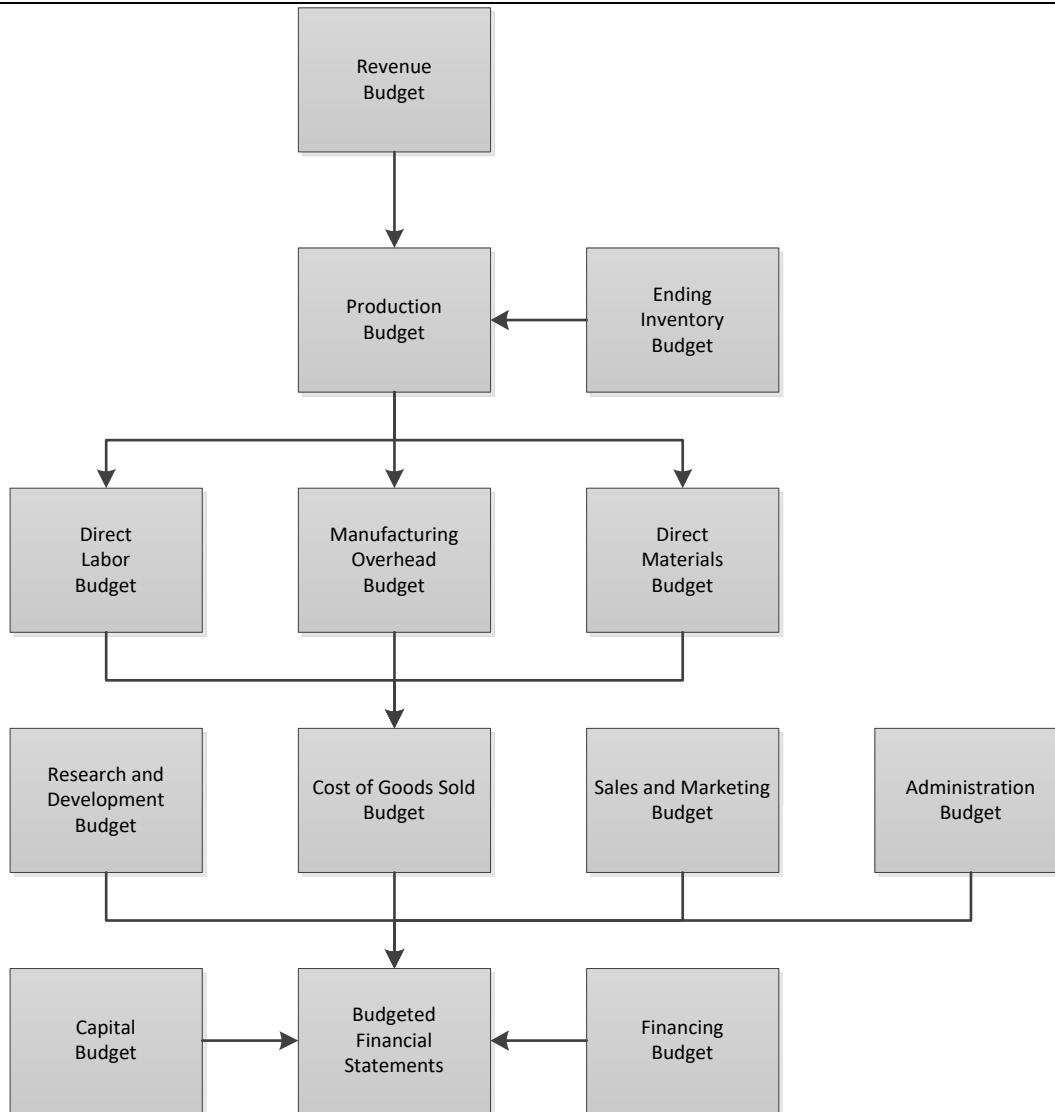 Revenue
Budget
Production
Budget
Ending
Inventory
Budget
Direct
Labor
Budget
Manufacturing
Overhead
Budget
Direct
Materials
Budget
Research and
Development
Budget
Cost of Goods Sold
Budget
Sales and Marketing
Budget
Administration
Budget
Capital
Budget
Budgeted
Financial
Statements
Financing
Budget